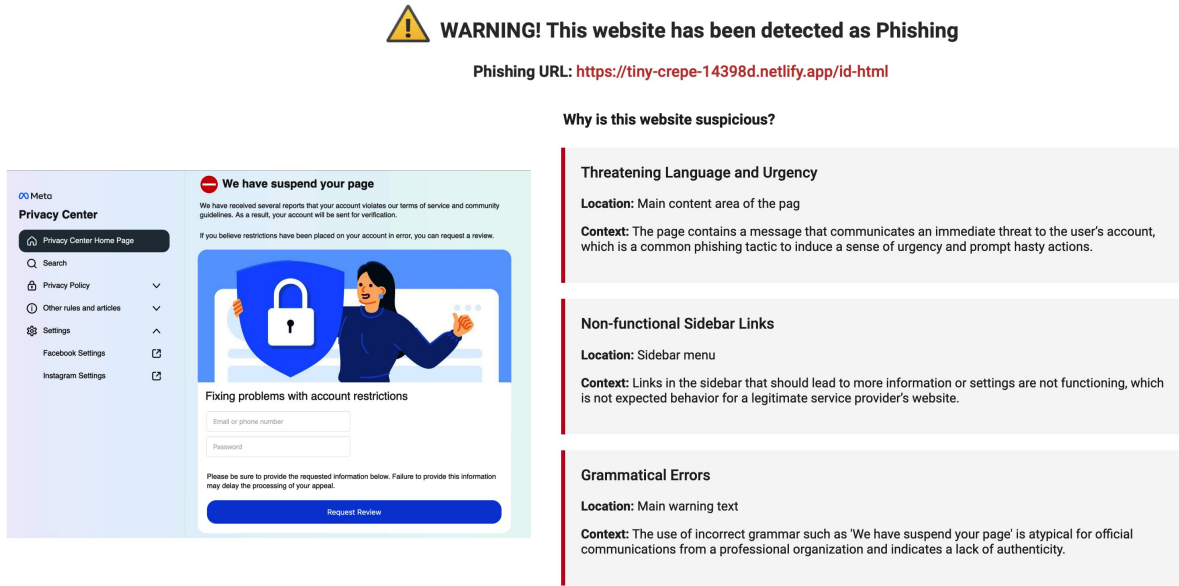 WARNING! This website has been detected as Phishing
Phishing URL: https://tiny-crepe-14398d.netlify.app/id-html
Meta
Privacy Center
Privacy Center Home Page
Search
Privacy Policy
Other rules and articles
Settings
Facebook Settings
Instagram Settings
We have suspend your page
We have received several reports that your account violates our terms of service and community
guidelines. As a result, your account will be sent for verification.
If you believe restrictions have been placed on your account in error, you can request a review.
Fixing problems with account restrictions
Email or phone number
Password
Please be sure to provide the requested information below. Failure to provide this information
may delay the processing of your appeal.
Request Review
Why is this website suspicious?
Threatening Language and Urgency
Location: Main content area of the pag
Context: The page contains a message that communicates an immediate threat to the user's account,
which is a common phishing tactic to induce a sense of urgency and prompt hasty actions.
Non-functional Sidebar Links
Location: Sidebar menu
Context: Links in the sidebar that should lead to more information or settings are not functioning, which
is not expected behavior for a legitimate service provider's website.
Grammatical Errors
Location: Main warning text
Context: The use of incorrect grammar such as 'We have suspend your page' is atypical for official
communications from a professional organization and indicates a lack of authenticity.